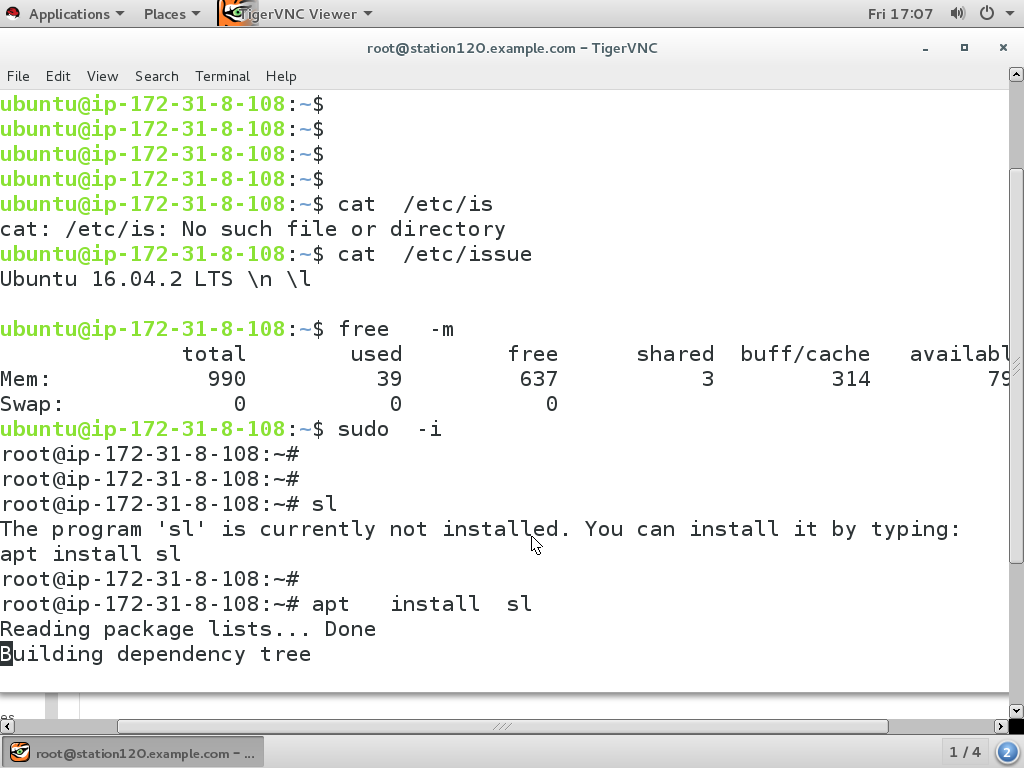 Applications Places TigerVNC Viewer Fri 17:07
root@station120.example.com − TigerVNC
File Edit View Search Terminal Help
ubuntu@ip-172-31-8-108:~$
ubuntu@ip-172-31-8-108:~$
ubuntu@ip-172-31-8-108:~$
ubuntu@ip-172-31-8-108:~$
ubuntu@ip-172-31-8-108:~$ cat  /etc/is
cat: /etc/is: No such file or directory
ubuntu@ip-172-31-8-108:~$ cat  /etc/issue
Ubuntu 16.04.2 LTS \n \l
ubuntu@ip-172-31-8-108:~$ free   -m
              total        used        free      shared  buff/cache   availabl
Mem:            990          39         637           3         314         79
Swap:             0           0           0
ubuntu@ip-172-31-8-108:~$ sudo  -i
root@ip-172-31-8-108:~#
root@ip-172-31-8-108:~#
root@ip-172-31-8-108:~# sl
The program 'sl' is currently not installed. You can install it by typing:
apt install sl
root@ip-172-31-8-108:~#
root@ip-172-31-8-108:~# apt   install  sl
Reading package lists... Done
Building dependency tree
es
root@station120.example.com − ... 1 / 4 2